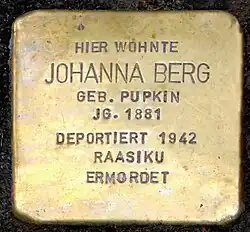 HIER WOHNTE
JOHANNA BERG
GEB. PUPKIN
JG. 1881
DEPORTIERT 1942
RAASIKU
ERMORDET